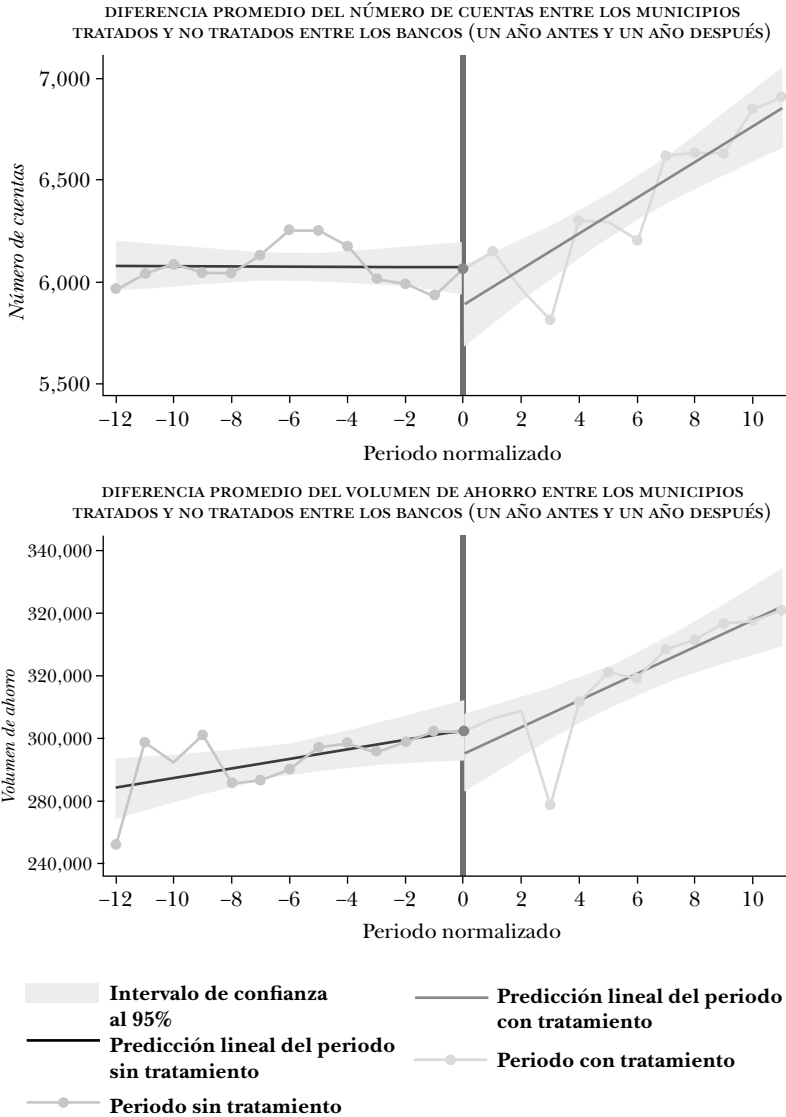 DIFERENCIA PROMEDIO DEL NÚMERO DE CUENTAS ENTRE LOS MUNICIPIOS
TRATADOS Y NO TRATADOS ENTRE LOS BANCOS (UN AÑO ANTES Y UN AÑO DESPUÉS)
7,000
6,500
6,000
5,500
Número de cuentas
−12 −10 −8 −6 −4 −2 0 2 4 6 8 10
Periodo normalizado
DIFERENCIA PROMEDIO DEL VOLUMEN DE AHORRO ENTRE LOS MUNICIPIOS
TRATADOS Y NO TRATADOS ENTRE LOS BANCOS (UN AÑO ANTES Y UN AÑO DESPUÉS)
340,000
320,000
320,000
300,000
280,000
240,000
Volumen de ahorro
−12 −10 −8 −6 −4 −2 0 2 4 6 8 10
Periodo normalizado
Intervalo de confianza
al 95%
Predicción lineal del periodo
sin tratamiento
Periodo sin tratamiento
Predicción lineal del periodo
con tratamiento
Periodo con tratamiento